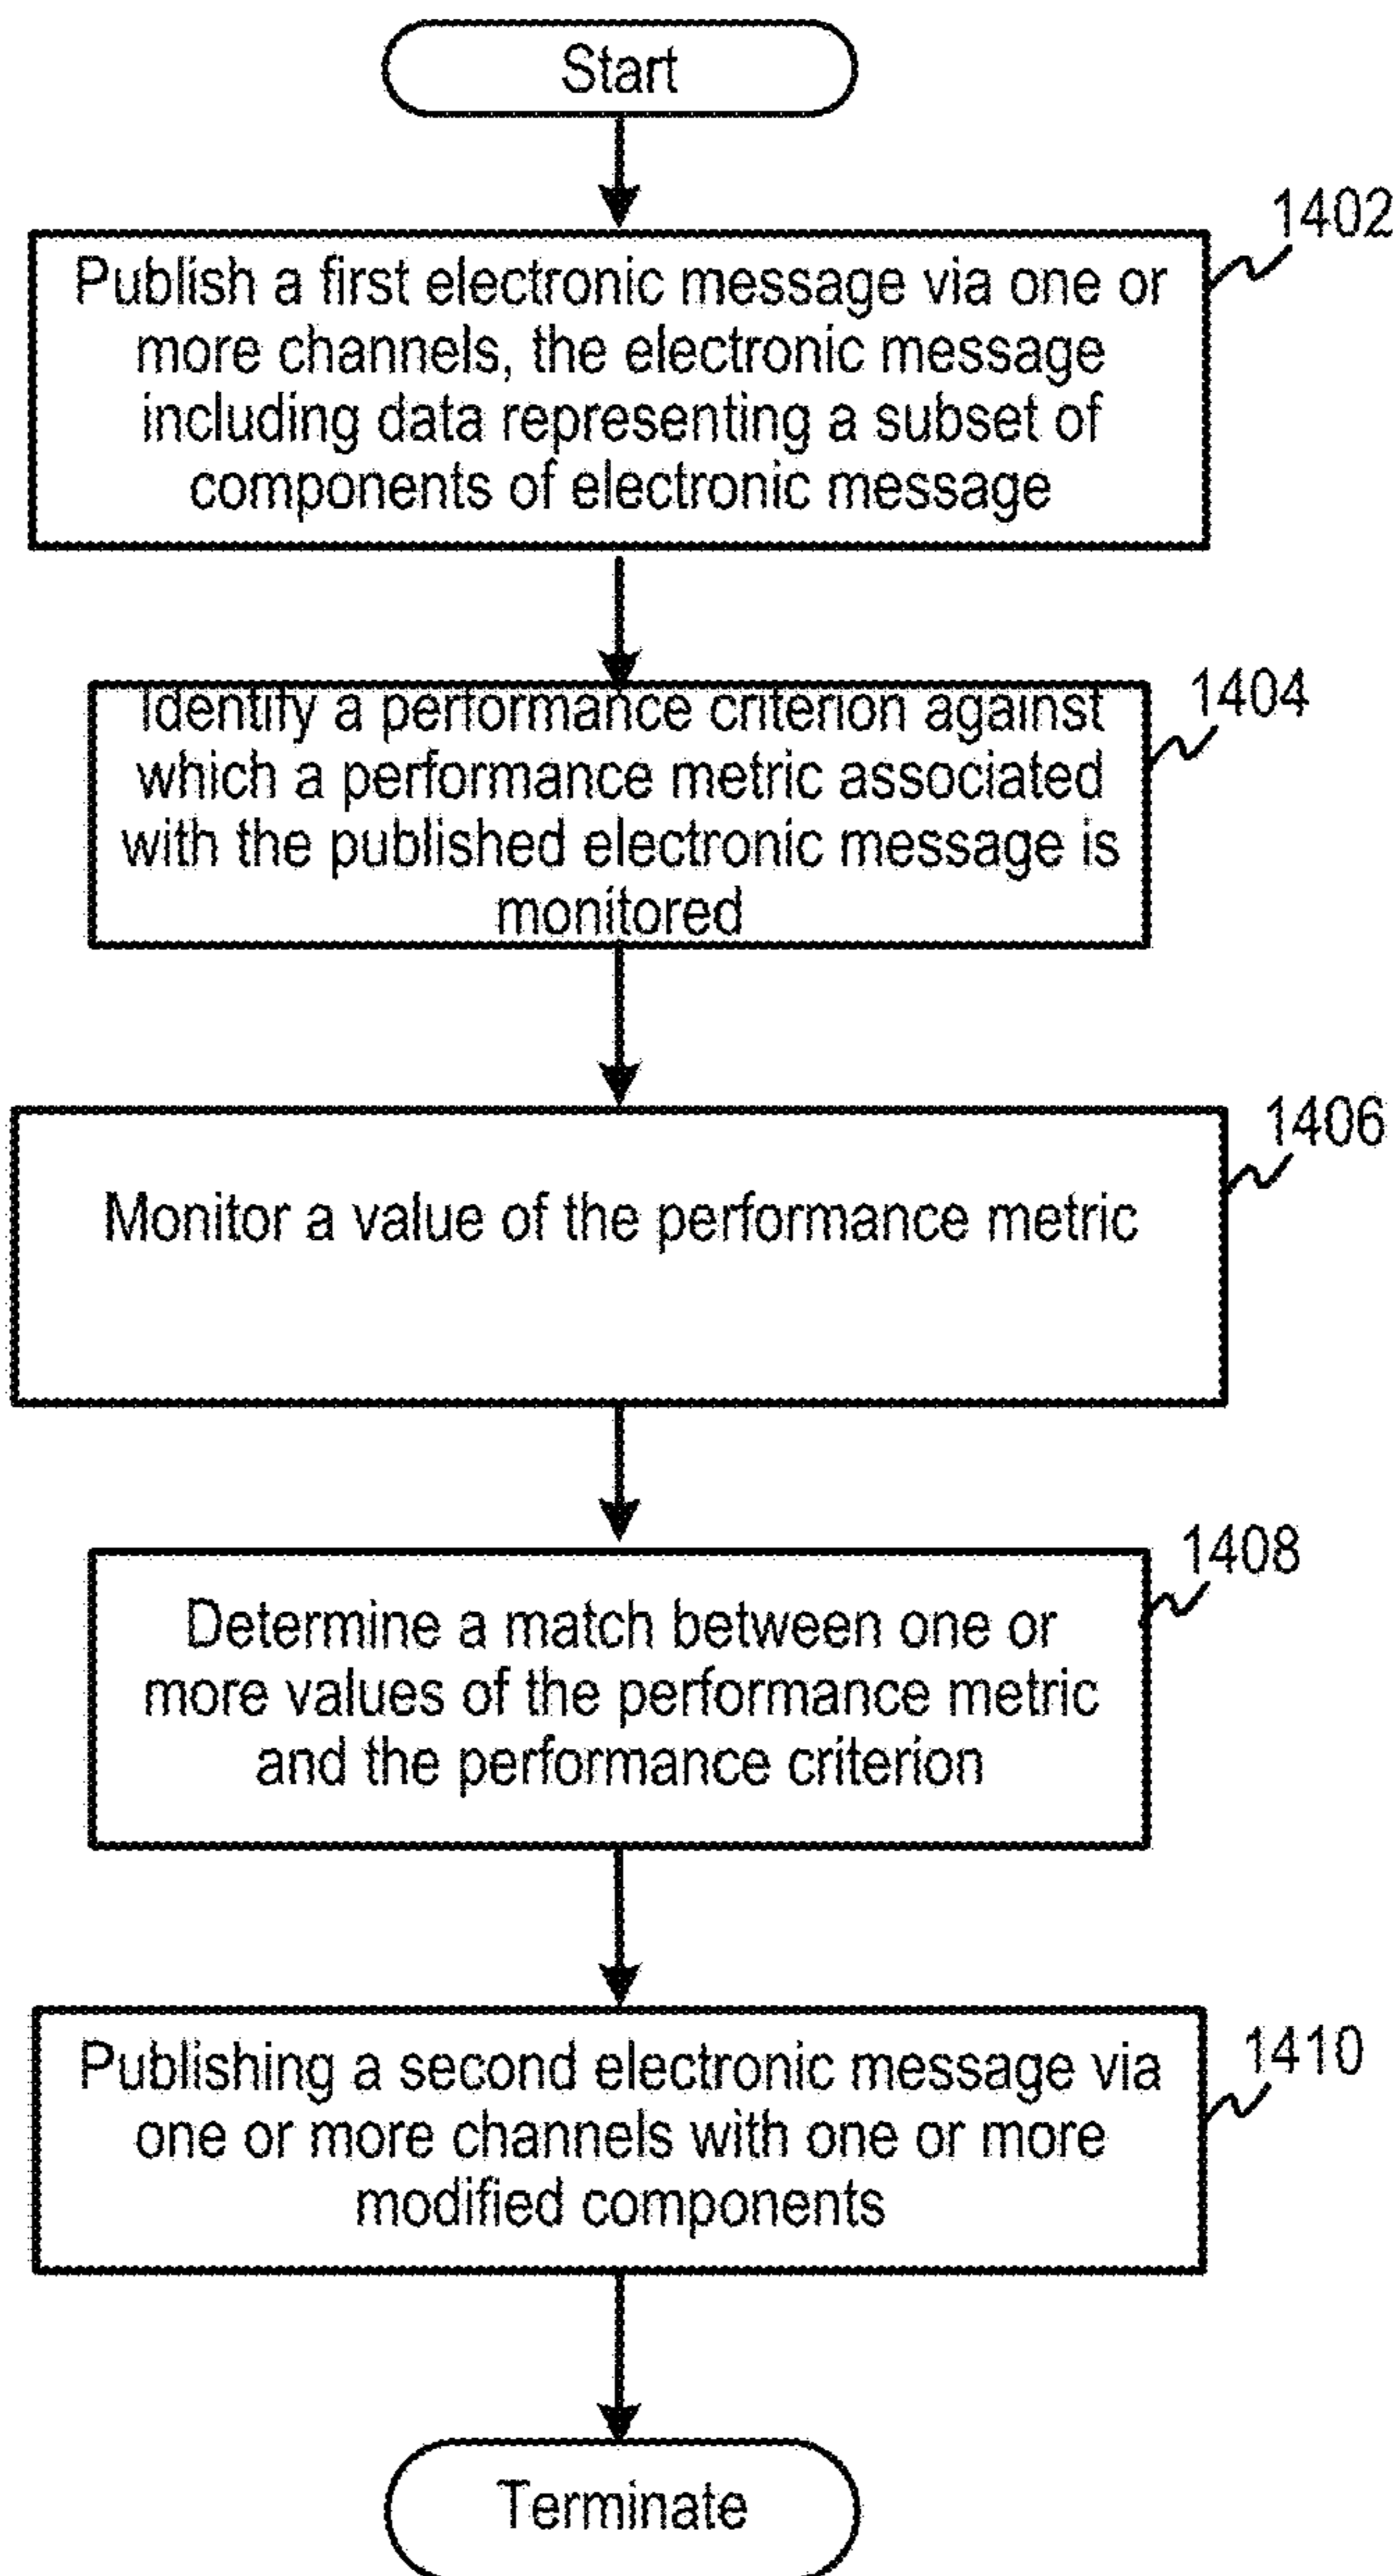 Start
1402
Publish a first electronic message via one or
more channels, the electronic message
including data representing a subset of
components of electronic message
1404
Identify a performance criterion against
which a performance metric associated
with the published electronic message is
monitored
1406
Monitor a value of the performance metric
1408
Determine a match between one or
more values of the performance metric
and the performance criterion
1410
Publishing a second electronic message via
one or more channels with one or more
modified components
Terminate